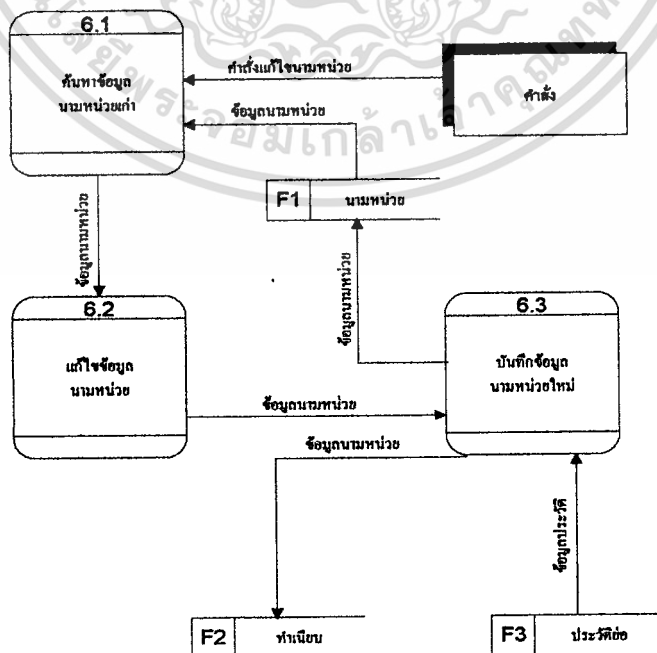 6.1
ค้นหาข้อมูล
นามหน่วยเก่า
คำสั่งแก้ไขนามหน่วย
คำสั่ง
ข้อมูลนามหน่วย
F1 นามหน่วย
ข้อมูลนามหน่วย
6.2
แก้ไขข้อมูล
นามหน่วย
ข้อมูลนามหน่วย
6.3
บันทึกข้อมูล
นามหน่วยใหม่
ข้อมูลนามหน่วย
ข้อมูลนามหน่วย
ข้อมูลประวัติ
F2 ทำเนียบ
F3 ประวัติย่อ